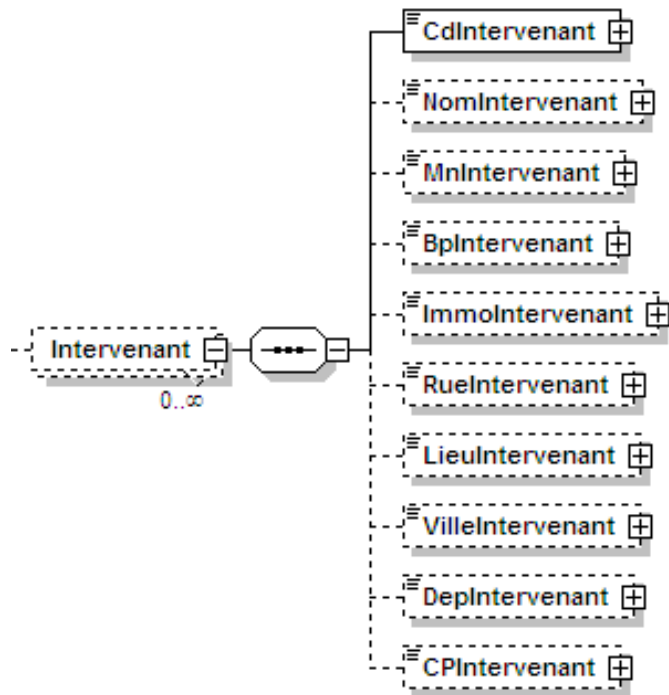 CdIntervenant
NomIntervenant
MnIntervenant
BpIntervenant
ImmoIntervenant
Intervenant
0..∞
RueIntervenant
LieuIntervenant
VilleIntervenant
DepIntervenant
CPIntervenant